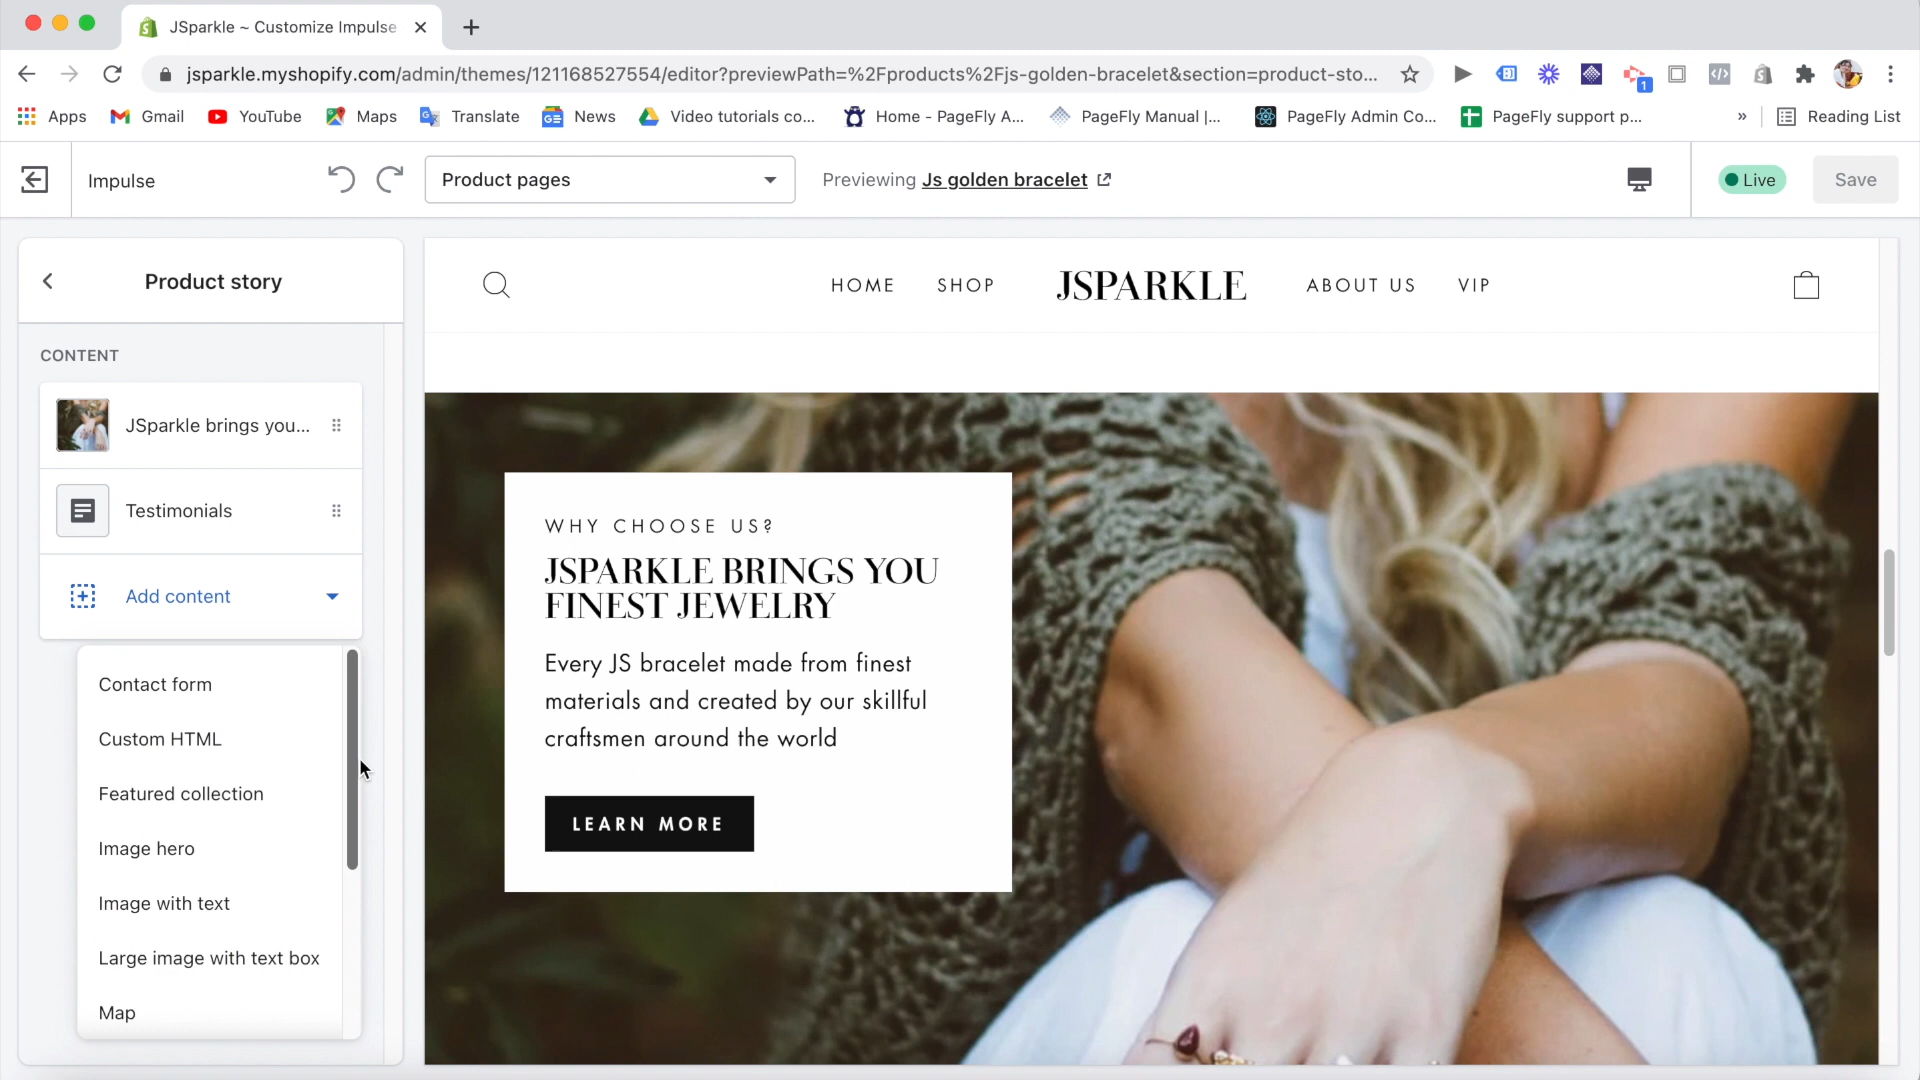 JSparkle ~ Customize Impulse
jsparkle.myshopify.com/admin/themes/121168527554/editor?previewPath=%2Fproducts%2Fjs-golden-bracelet&section=product-sto...
1
Apps
Gmail
YouTube
Maps
Translate
News
Video tutorials co...
Home - PageFly A...
PageFly Manual |...
PageFly Admin Co...
PageFly support p...
»
Reading List
Impulse
Product pages
Previewing Js golden bracelet
Live
Save
Product story
HOME
SHOP
JSPARKLE
ABOUT US
VIP
CONTENT
JSparkle brings you...
Testimonials
Add content
Contact form
Custom HTML
Featured collection
Image hero
Image with text
Large image with text box
Map
WHY CHOOSE US?
JSPARKLE BRINGS YOU
FINEST JEWELRY
Every JS bracelet made from finest
materials and created by our skillful
craftsmen around the world
LEARN MORE